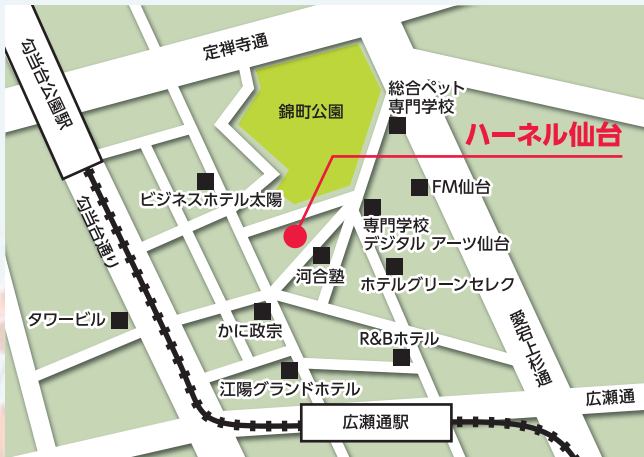 定禅寺通
勾当台公園駅
錦町公園
総合ペット
専門学校
ハーネル仙台
FM仙台
ビジネスホテル太陽
勾当台通り
専門学校
デジタル アーツ仙台
河合塾
ホテルグリーンセレク
タワービル
かに政宗
R&Bホテル
愛宕上杉通
江陽グランドホテル
広瀬通
広瀬通駅